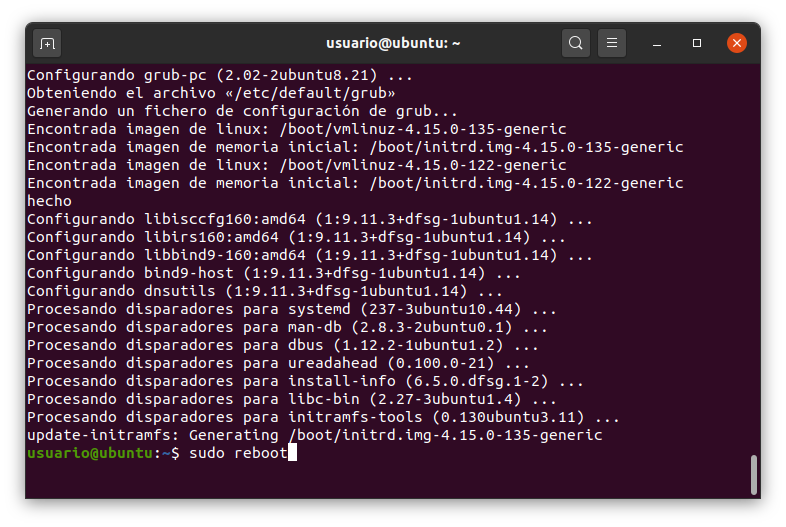 usuario@ubuntu: ~
Configurando grub-pc (2.02-2ubuntu8.21) ...
Obteniendo el archivo «/etc/default/grub»
Generando un fichero de configuración de grub...
Encontrada imagen de linux: /boot/vmlinuz-4.15.0-135-generic
Encontrada imagen de memoria inicial: /boot/initrd.img-4.15.0-135-generic
Encontrada imagen de linux: /boot/vmlinuz-4.15.0-122-generic
Encontrada imagen de memoria inicial: /boot/initrd.img-4.15.0-122-generic
hecho
Configurando libisccfg160:amd64 (1:9.11.3+dfsg-1ubuntu1.14) ...
Configurando libirs160:amd64 (1:9.11.3+dfsg-1ubuntu1.14) ...
Configurando libbind9-160:amd64 (1:9.11.3+dfsg-1ubuntu1.14) ...
Configurando bind9-host (1:9.11.3+dfsg-1ubuntu1.14) ...
Configurando dnsutils (1:9.11.3+dfsg-1ubuntu1.14) ...
Procesando disparadores para systemd (237-3ubuntu10.44) ...
Procesando disparadores para man-db (2.8.3-2ubuntu0.1) ...
Procesando disparadores para dbus (1.12.2-1ubuntu1.2) ...
Procesando disparadores para ureadahead (0.100.0-21) ...
Procesando disparadores para install-info (6.5.0.dfsg.1-2) ...
Procesando disparadores para libc-bin (2.27-3ubuntu1.4) ...
Procesando disparadores para initramfs-tools (0.130ubuntu3.11) ...
update-initramfs: Generating /boot/initrd.img-4.15.0-135-generic
usuario@ubuntu:~$ sudo reboot